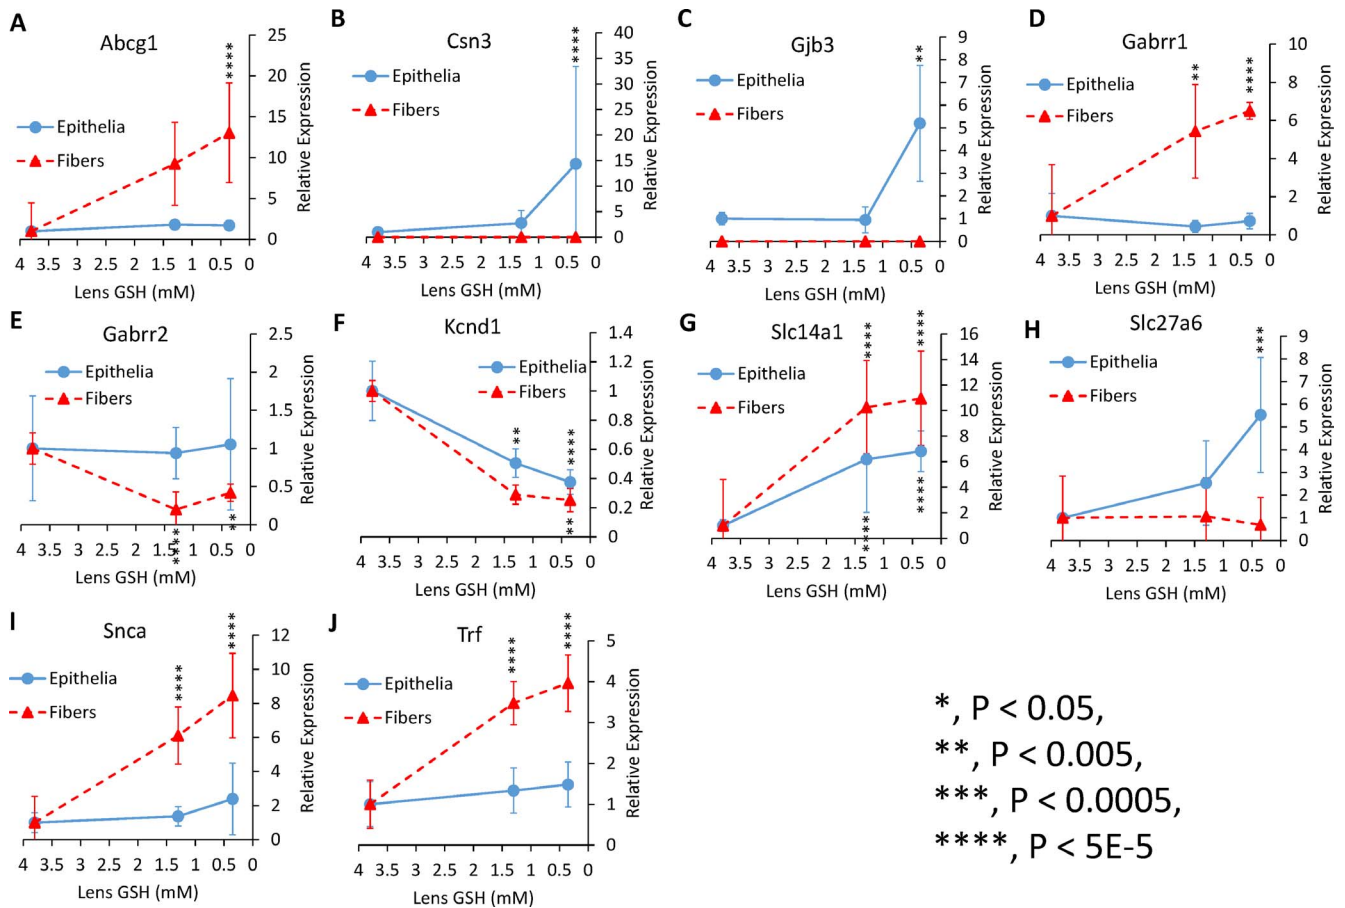 A
Abcg1
Epithelia
Fibers
****
25
20
15
10
5
0
Relative Expression
4 3.5 3 2.5 2 1.5 1 0.5 0
Lens GSH (mM)
B
Csn3
Epithelia
Fibers
****
40
35
30
25
20
15
10
5
0
Relative Expression
4 3.5 3 2.5 2 1.5 1 0.5 0
Lens GSH (mM)
C
Gjb3
Epithelia
Fibers
**
9
8
7
6
5
4
3
2
1
0
Relative Expression
4 3.5 3 2.5 2 1.5 1 0.5 0
Lens GSH (mM)
D
Gabrr1
Epithelia
Fibers
**
****
10
8
6
4
2
0
Relative Expression
4 3.5 3 2.5 2 1.5 1 0.5 0
Lens GSH (mM)
E
Gabrr2
Epithelia
Fibers
****
**
2.5
2
1.5
1
0.5
0
Relative Expression
4 3.5 3 2.5 2 1.5 1 0.5 0
Lens GSH (mM)
F
Kcnd1
Epithelia
Fibers
**
****
**
1.4
1.2
1
0.8
0.6
0.4
0.2
0
Relative Expression
4 3.5 3 2.5 2 1.5 1 0.5 0
Lens GSH (mM)
G
Slc14a1
Epithelia
Fibers
****
****
****
****
16
14
12
10
8
6
4
2
0
Relative Expression
4 3.5 3 2.5 2 1.5 1 0.5 0
Lens GSH (mM)
H
Slc27a6
Epithelia
Fibers
***
9
8
7
6
5
4
3
2
1
0
Relative Expression
4 3.5 3 2.5 2 1.5 1 0.5 0
Lens GSH (mM)
I
Snca
Epithelia
Fibers
****
****
12
10
8
6
4
2
0
Relative Expression
4 3.5 3 2.5 2 1.5 1 0.5 0
Lens GSH (mM)
J
Trf
Epithelia
Fibers
****
****
5
4
3
2
1
0
Relative Expression
4 3.5 3 2.5 2 1.5 1 0.5 0
Lens GSH (mM)
*, P < 0.05,
**, P < 0.005,
***, P < 0.0005,
****, P < 5E-5